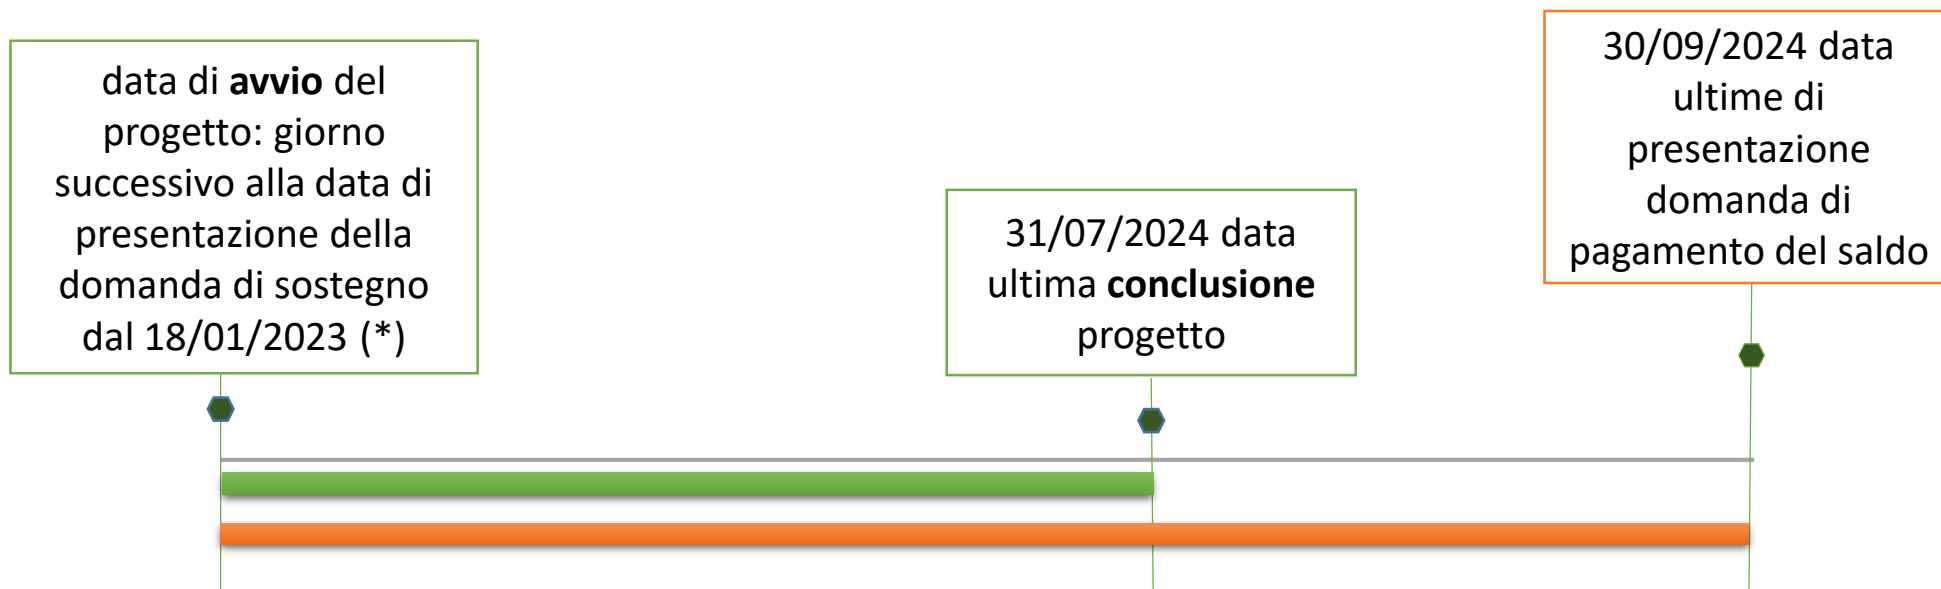 data di avvio del
progetto: giorno
successivo alla data di
presentazione della
domanda di sostegno
dal 18/01/2023 (*)
31/07/2024 data
ultima conclusione
progetto
30/09/2024 data
ultime di
presentazione
domanda di
pagamento del saldo